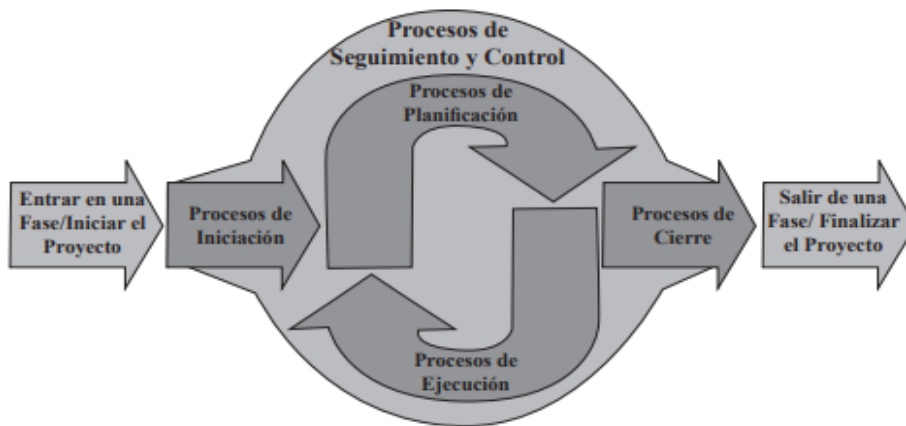 Procesos de
Seguimiento y Control
Procesos de
Planificación
Entrar en una
Fase/Iniciar el
Proyecto
Procesos de
Iniciación
Procesos de
Cierre
Salir de una
Fase/ Finalizar
el Proyecto
Procesos de
Ejecución